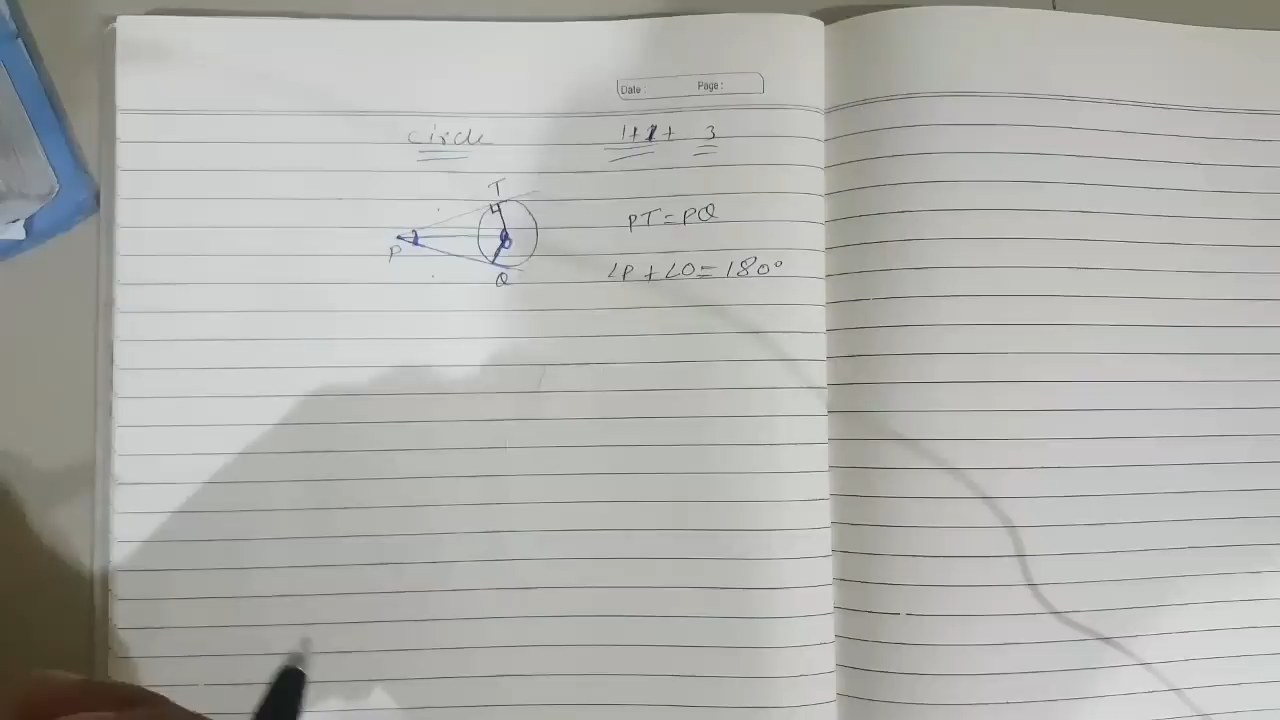 Date : Page :
circle 1+1+ 3
T
PT=PQ
P
∠P+∠O=180°
Q